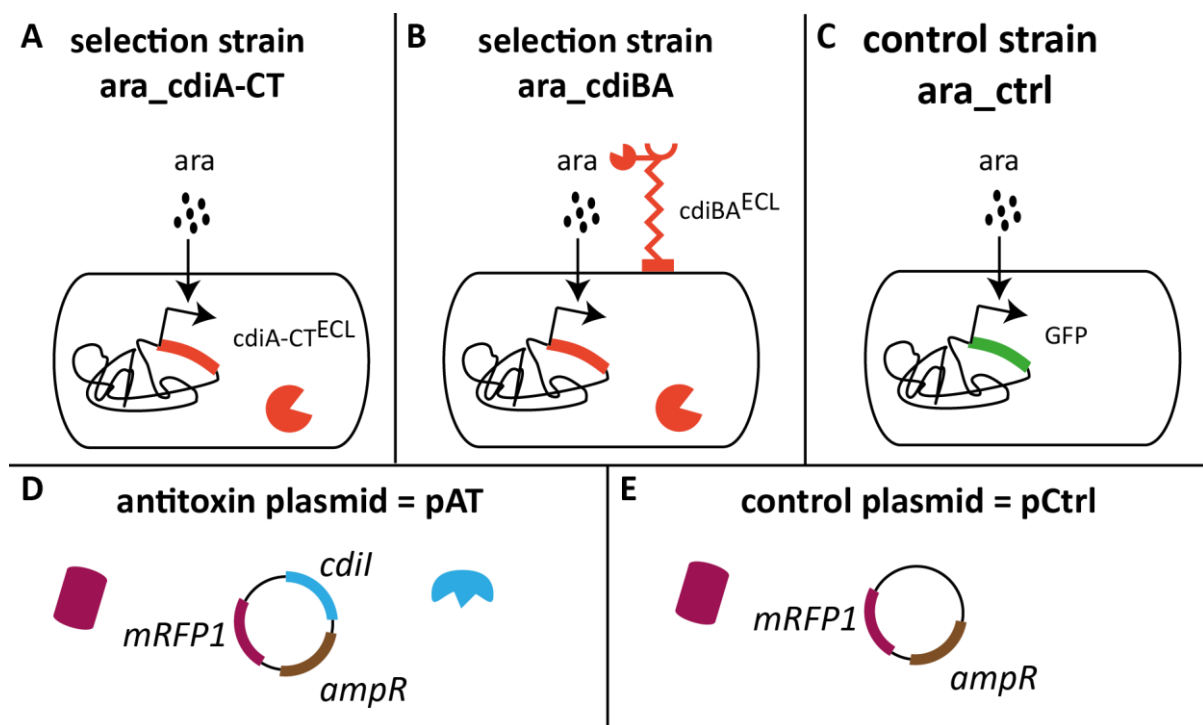 A selection strain
ara_cdiA-CT
ara
cdiA-CT^ECL
B selection strain
ara_cdiBA
ara
cdiBA^ECL
C control strain
ara_ctrl
ara
GFP
D antitoxin plasmid = pAT
cdiI
mRFP1
ampR
E control plasmid = pCtrl
mRFP1
ampR